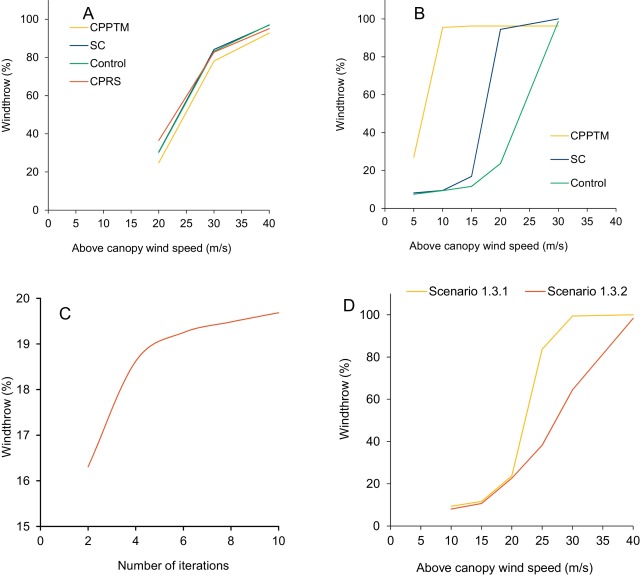 A
CPPTM
SC
Control
CPRS
Windthrow (%)
100
80
60
40
20
0
0 5 10 15 20 25 30 35 40
Above canopy wind speed (m/s)
B
CPPTM
SC
Control
Windthrow (%)
100
80
60
40
20
0
0 5 10 15 20 25 30 35 40
Above canopy wind speed (m/s)
C
Windthrow (%)
20
19
18
17
16
15
0 2 4 6 8 10
Number of iterations
D
Scenario 1.3.1 Scenario 1.3.2
Windthrow (%)
100
80
60
40
20
0
0 5 10 15 20 25 30 35 40
Above canopy wind speed (m/s)